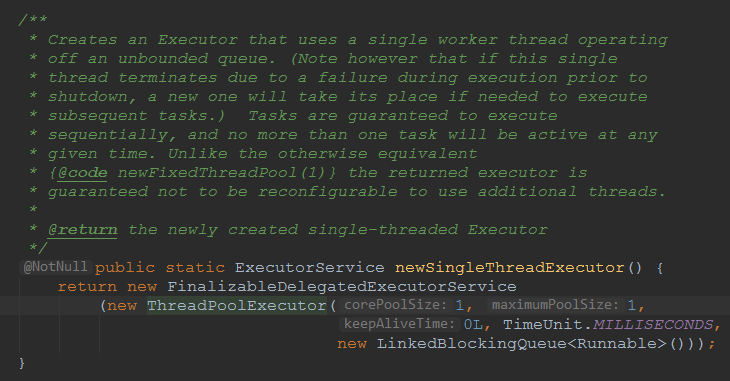 /**
* Creates an Executor that uses a single worker thread operating
* off an unbounded queue. (Note however that if this single
* thread terminates due to a failure during execution prior to
* shutdown, a new one will take its place if needed to execute
* subsequent tasks.)  Tasks are guaranteed to execute
* sequentially, and no more than one task will be active at any
* given time. Unlike the otherwise equivalent
* {@code newFixedThreadPool(1)} the returned executor is
* guaranteed not to be reconfigurable to use additional threads.
*
* @return the newly created single-threaded Executor
*/
@NotNull public static ExecutorService newSingleThreadExecutor() {
return new FinalizableDelegatedExecutorService
(new ThreadPoolExecutor( corePoolSize: 1, maximumPoolSize: 1,
keepAliveTime: 0L, TimeUnit.MILLISECONDS,
new LinkedBlockingQueue<Runnable>()));
}